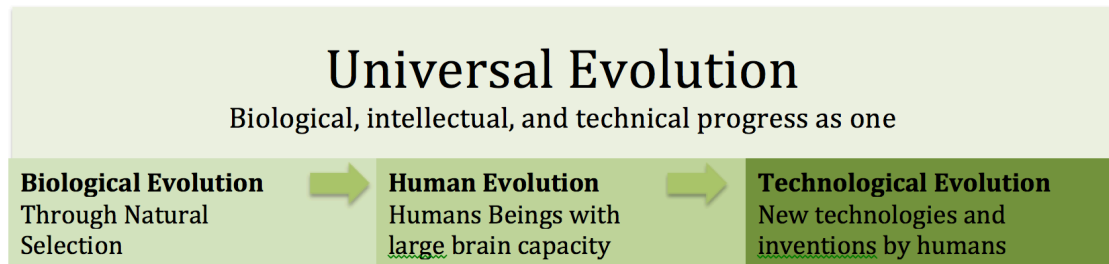 Universal Evolution
Biological, intellectual, and technical progress as one
Biological Evolution
Through Natural
Selection
Human Evolution
Humans Beings with
large brain capacity
Technological Evolution
New technologies and
inventions by humans